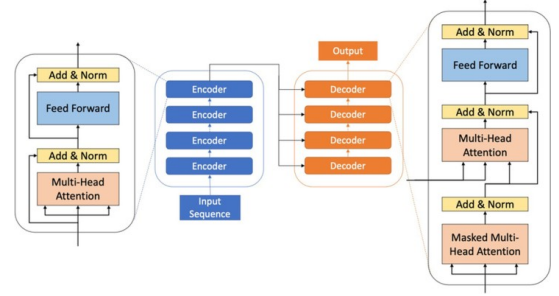 Add & Norm
Feed Forward
Add & Norm
Multi-Head
Attention
Encoder
Encoder
Encoder
Encoder
Input
Sequence
Output
Decoder
Decoder
Decoder
Decoder
Add & Norm
Feed Forward
Add & Norm
Multi-Head
Attention
Add & Norm
Masked Multi-
Head Attention